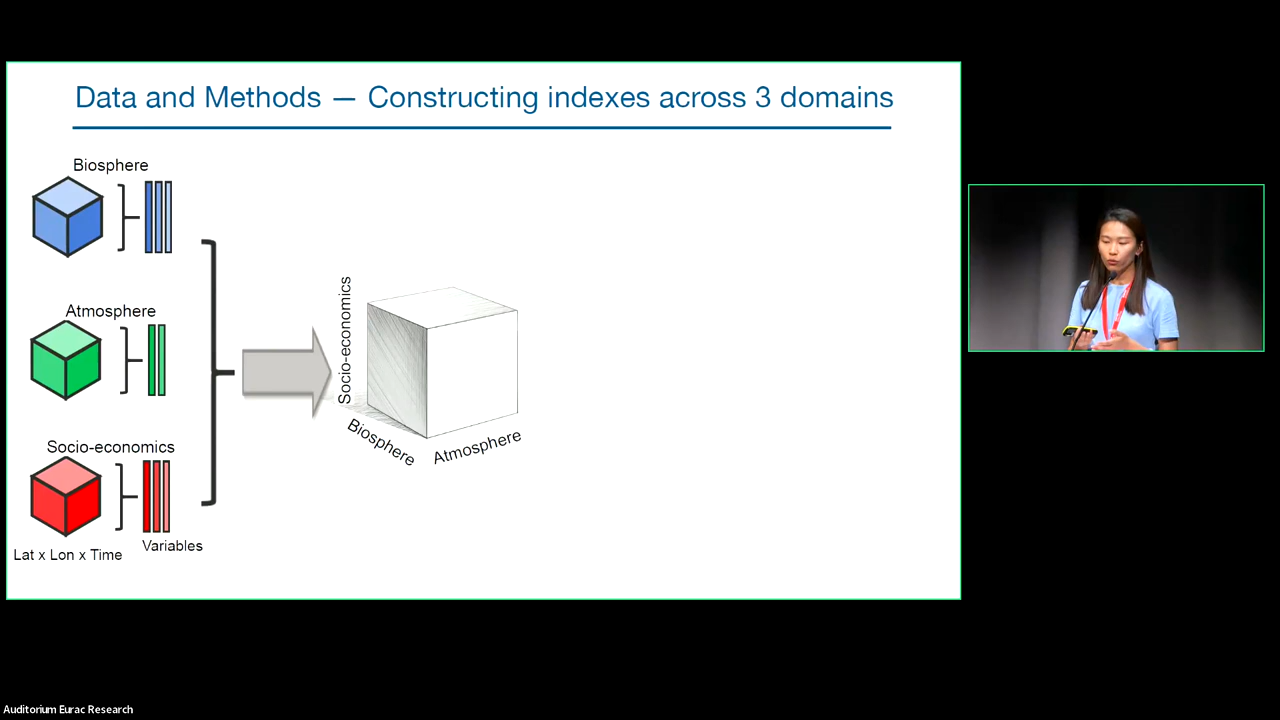 Data and Methods — Constructing indexes across 3 domains
Biosphere
Atmosphere
Socio-economics
Lat x Lon x Time
Variables
Socio-economics
Biosphere
Atmosphere
Auditorium Eurac Research